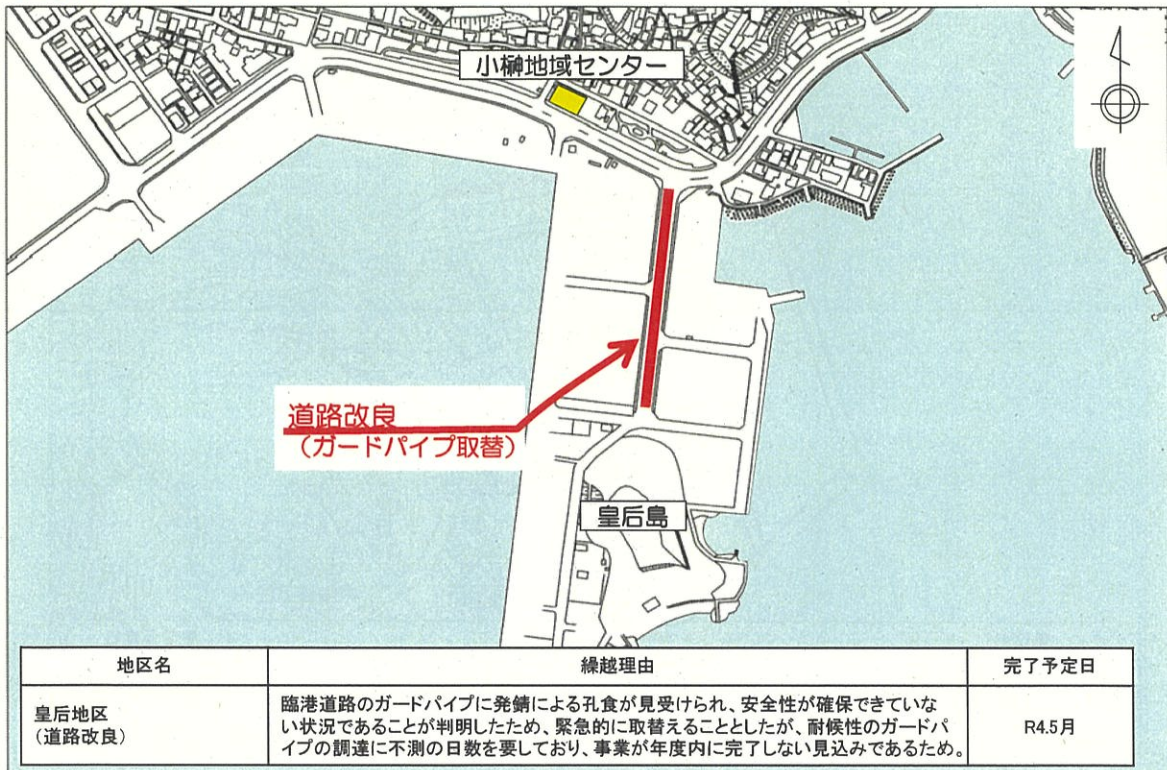 小榊地域センター
道路改良
（ガードパイプ取替）
皇后島
地区名
繰越理由
完了予定日
皇后地区
（道路改良）
臨港道路のガードパイプに発錆による孔食が見受けられ、安全性が確保できていな
い状況であることが判明したため、緊急的に取替えることとしたが、耐候性のガードパ
イプの調達に不測の日数を要しており、事業が年度内に完了しない見込みであるため。
R4.5月